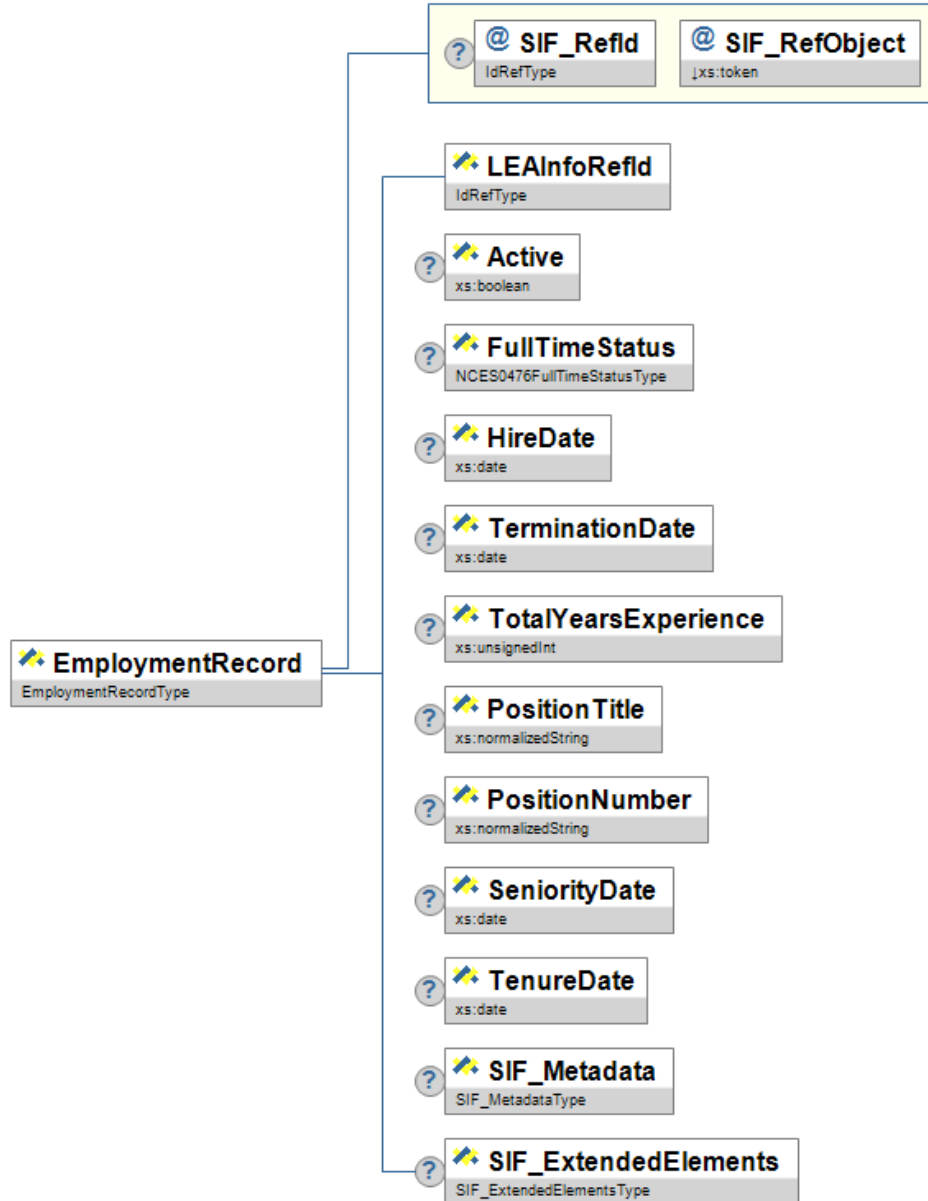 ? @ SIF_RefId @ SIF_RefObject
IdRefType ↓xs:token
LEAInfoRefId
IdRefType
? Active
xs:boolean
? FullTimeStatus
NCES0476FullTimeStatusType
? HireDate
xs:date
? TerminationDate
xs:date
? TotalYearsExperience
xs:unsignedInt
EmploymentRecord
EmploymentRecordType
? PositionTitle
xs:normalizedString
? PositionNumber
xs:normalizedString
? SeniorityDate
xs:date
? TenureDate
xs:date
? SIF_Metadata
SIF_MetadataType
? SIF_ExtendedElements
SIF_ExtendedElementsType